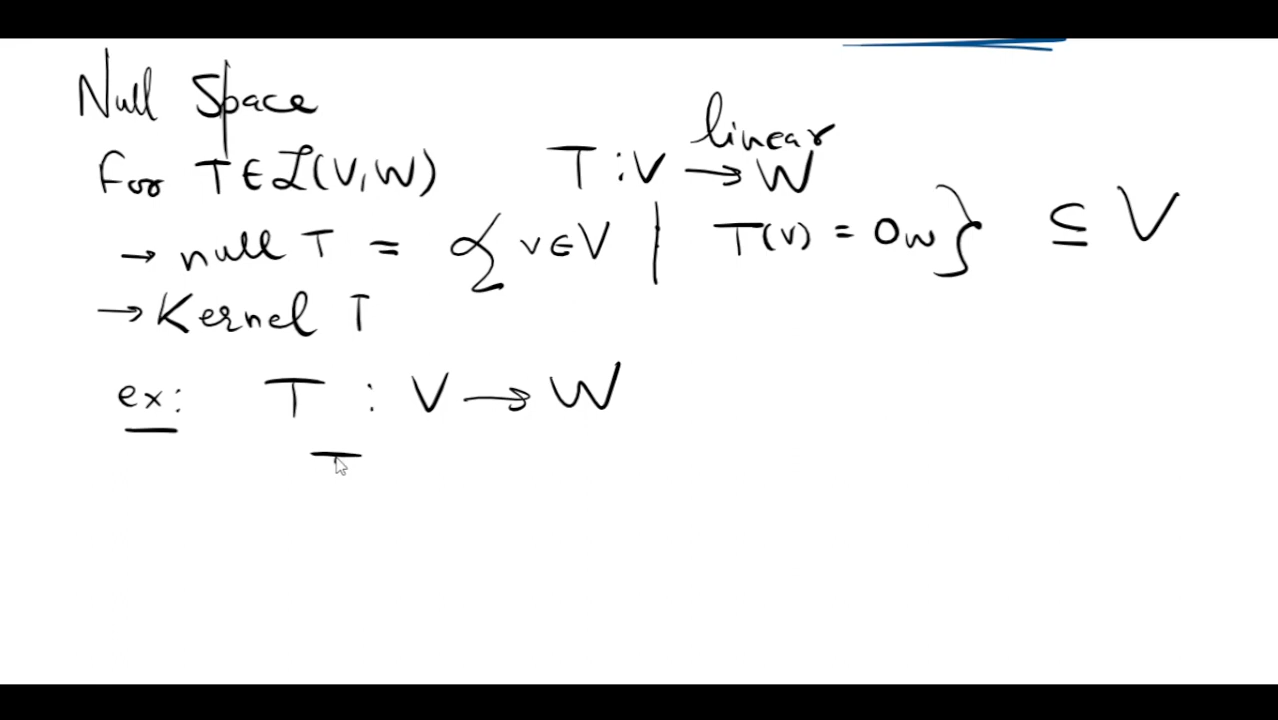 Null Space
For T ∈ ℒ(V, W) T : V linear → W
→ null T = { v ∈ V | T(v) = 0w } ⊆ V
→ Kernel T
ex: T : V → W